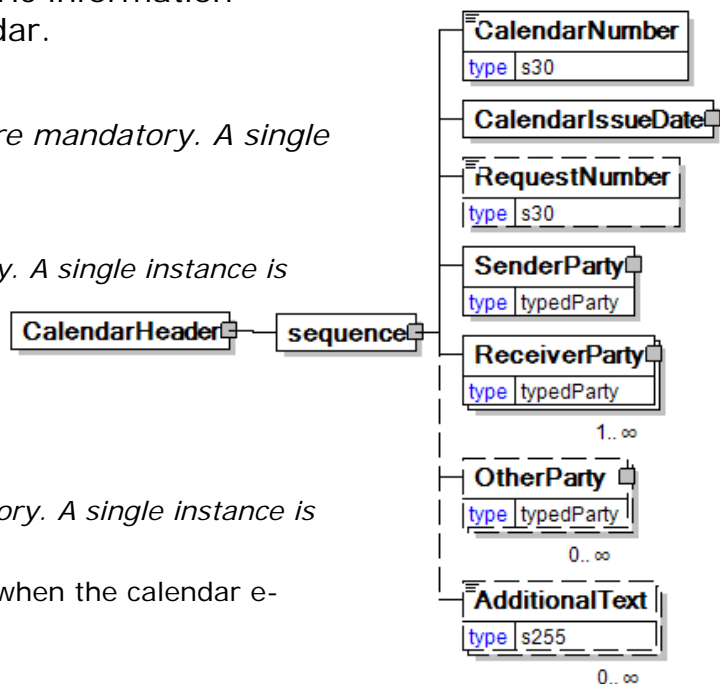 dar.
re mandatory. A single
y. A single instance is
ory. A single instance is
when the calendar e-
CalendarHeader
sequence
CalendarNumber
type s30
CalendarIssueDate
RequestNumber
type s30
SenderParty
type typedParty
ReceiverParty
type typedParty
1..∞
OtherParty
type typedParty
0..∞
AdditionalText
type s255
0..∞